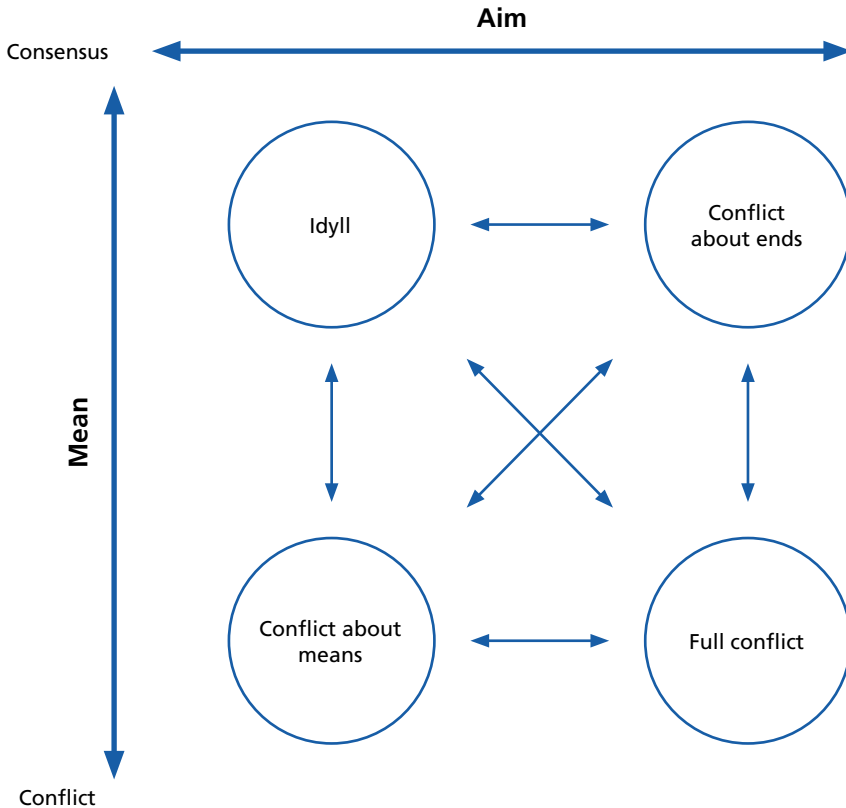 Aim
Consensus
Idyll
Conflict
about ends
Mean
Conflict about
means
Full conflict
Conflict